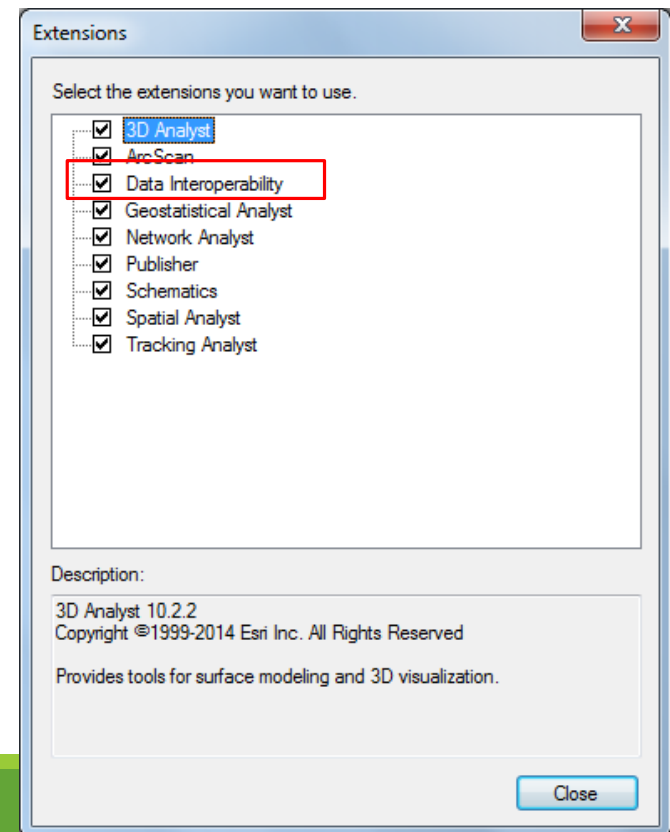 Extensions
Select the extensions you want to use.
3D Analyst
ArcScan
Data Interoperability
Geostatistical Analyst
Network Analyst
Publisher
Schematics
Spatial Analyst
Tracking Analyst
Description:
3D Analyst 10.2.2
Copyright ©1999-2014 Esri Inc. All Rights Reserved
Provides tools for surface modeling and 3D visualization.
Close